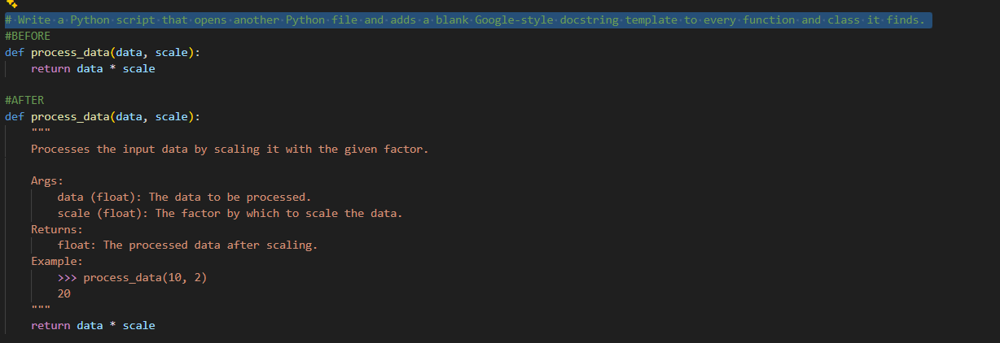 # Write a Python script that opens another Python file and adds a blank Google-style docstring template to every function and class it finds.
#BEFORE
def process_data(data, scale):
    return data * scale

#AFTER
def process_data(data, scale):
    """
    Processes the input data by scaling it with the given factor.

    Args:
        data (float): The data to be processed.
        scale (float): The factor by which to scale the data.
    Returns:
        float: The processed data after scaling.
    Example:
        >>> process_data(10, 2)
        20
    """
    return data * scale